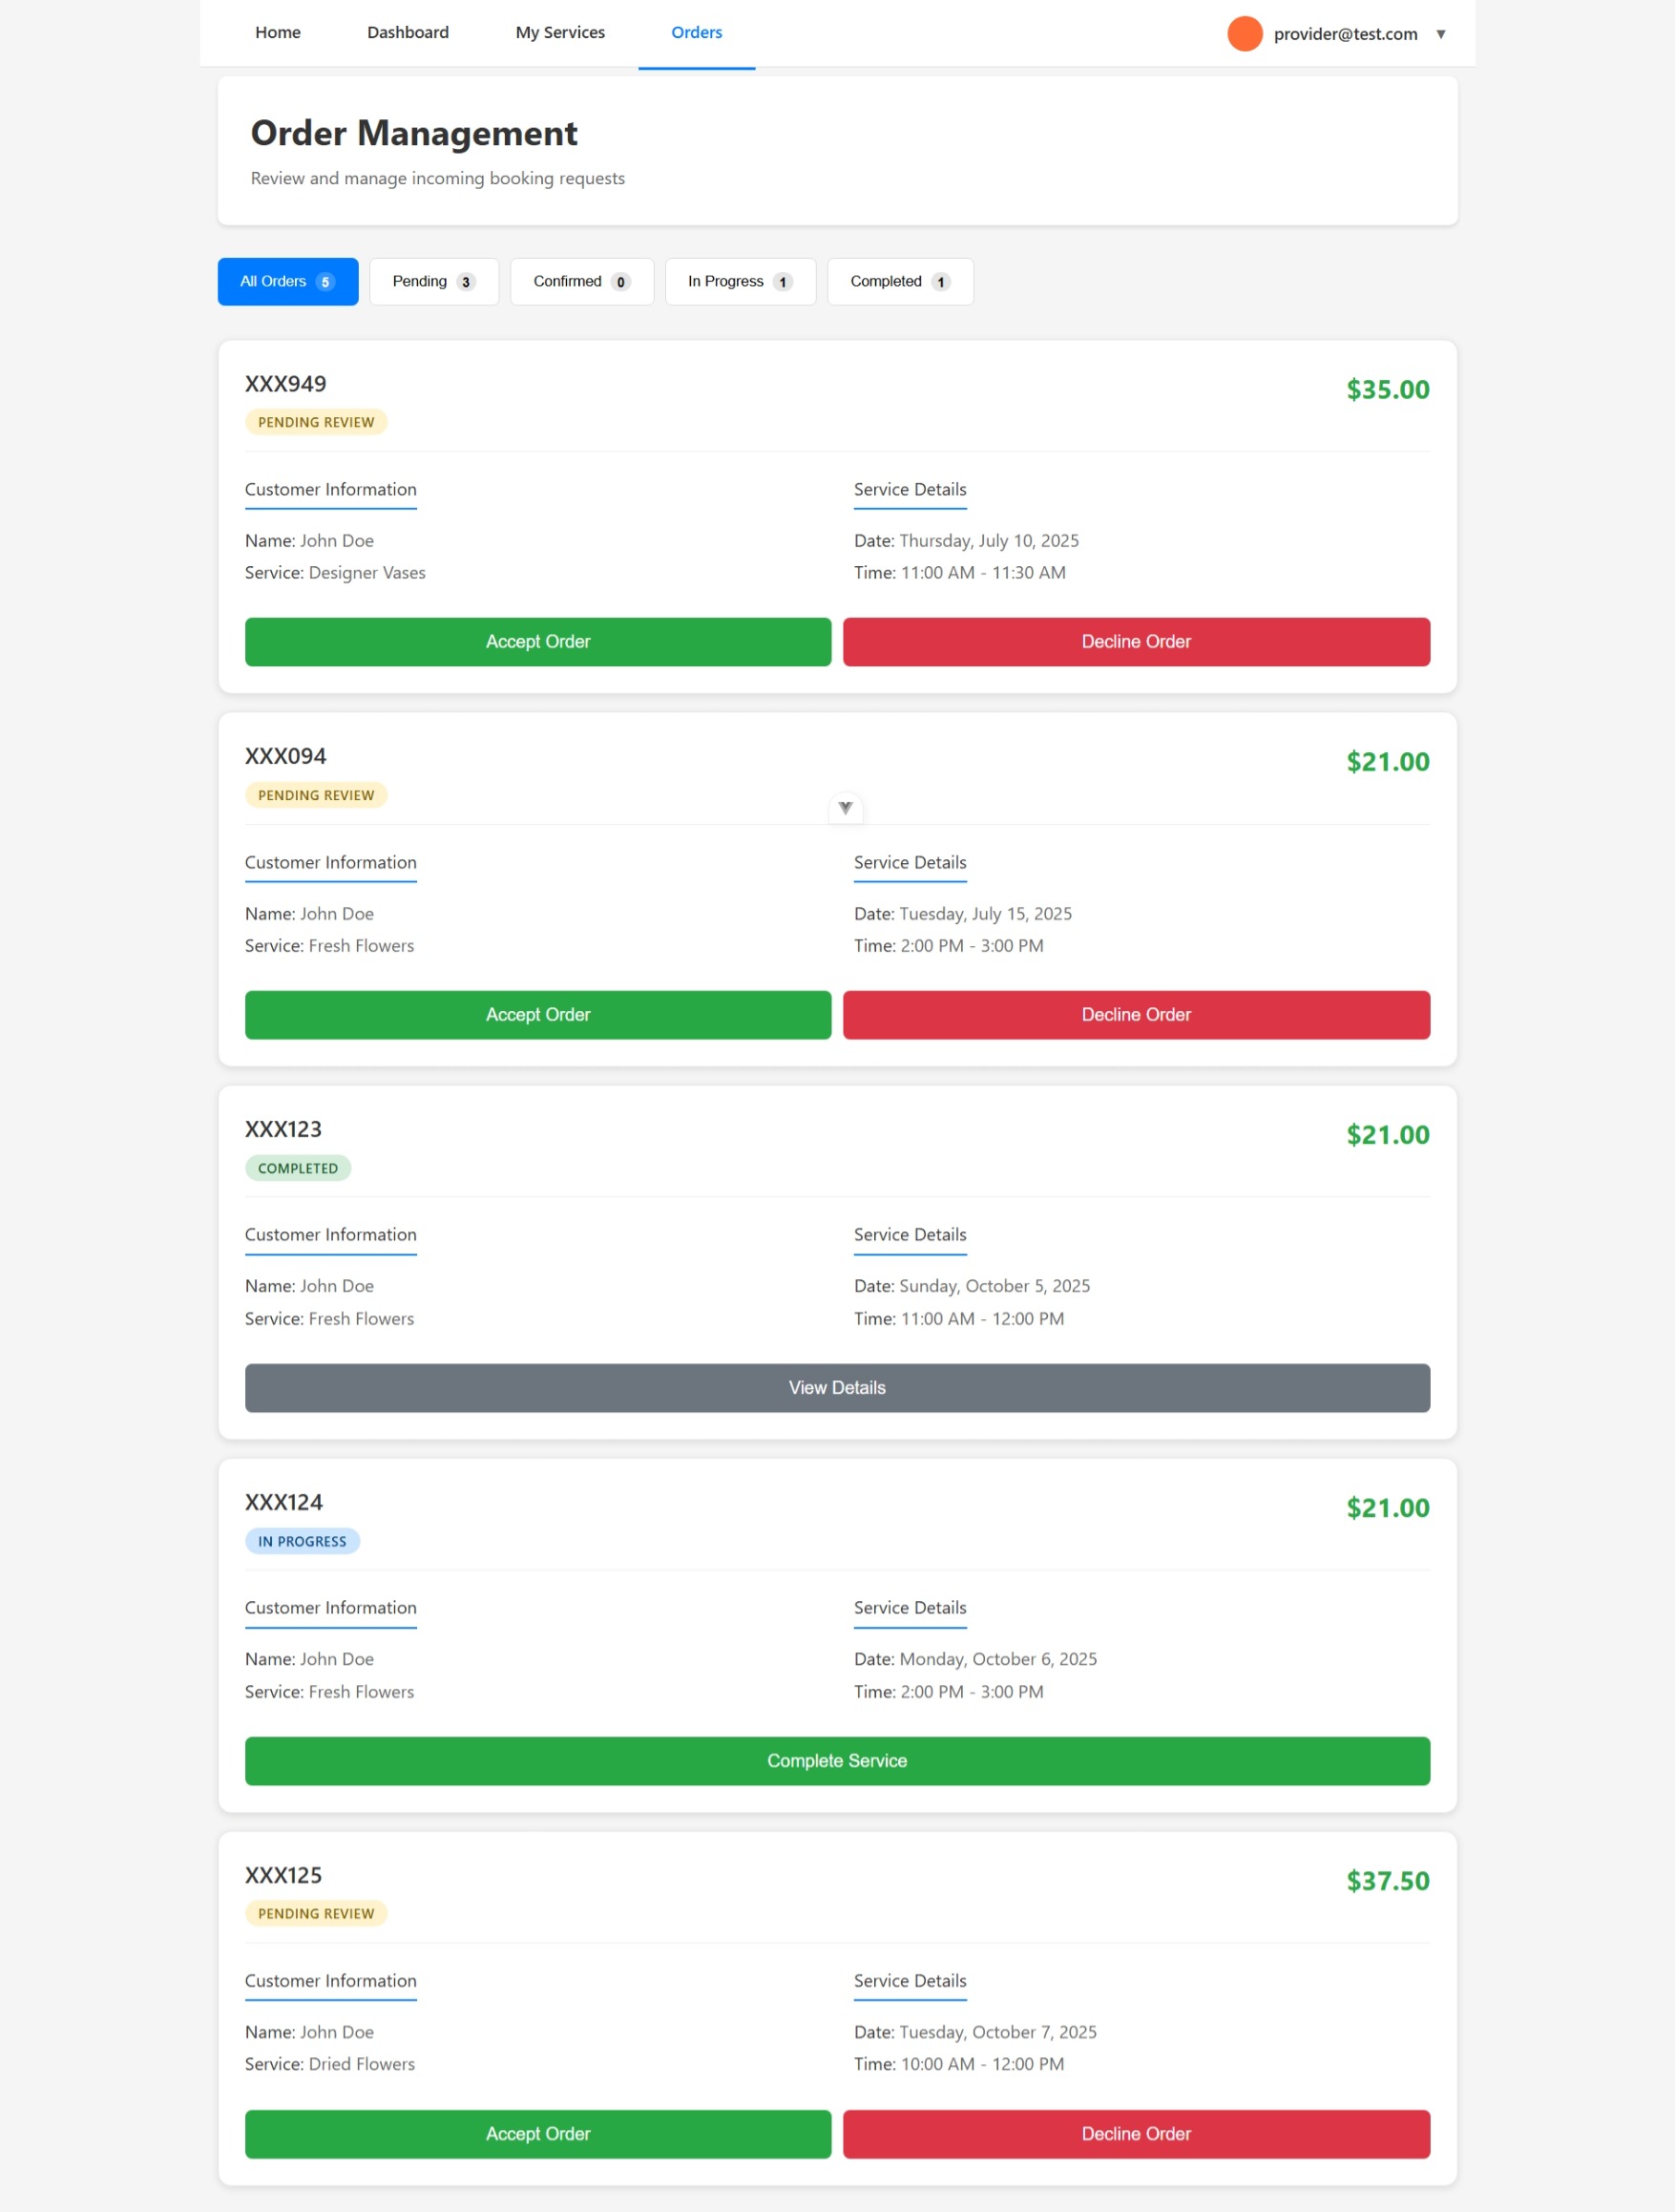 Home Dashboard My Services Orders provider@test.com ▼
Order Management
Review and manage incoming booking requests
All Orders 5 Pending 3 Confirmed 0 In Progress 1 Completed 1
XXX949 $35.00
PENDING REVIEW
Customer Information Service Details
Name: John Doe Date: Thursday, July 10, 2025
Service: Designer Vases Time: 11:00 AM - 11:30 AM
Accept Order Decline Order
XXX094 $21.00
PENDING REVIEW
Customer Information Service Details
Name: John Doe Date: Tuesday, July 15, 2025
Service: Fresh Flowers Time: 2:00 PM - 3:00 PM
Accept Order Decline Order
XXX123 $21.00
COMPLETED
Customer Information Service Details
Name: John Doe Date: Sunday, October 5, 2025
Service: Fresh Flowers Time: 11:00 AM - 12:00 PM
View Details
XXX124 $21.00
IN PROGRESS
Customer Information Service Details
Name: John Doe Date: Monday, October 6, 2025
Service: Fresh Flowers Time: 2:00 PM - 3:00 PM
Complete Service
XXX125 $37.50
PENDING REVIEW
Customer Information Service Details
Name: John Doe Date: Tuesday, October 7, 2025
Service: Dried Flowers Time: 10:00 AM - 12:00 PM
Accept Order Decline Order